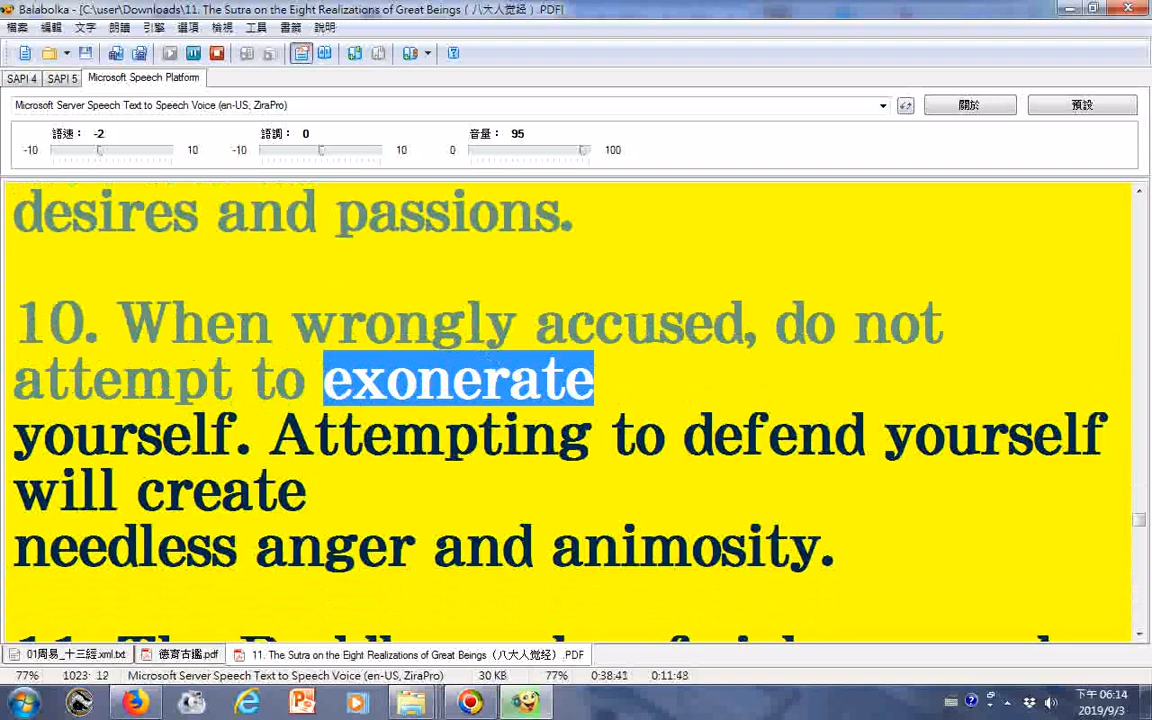 Balabolka - [C:\user\Downloads\11. The Sutra on the Eight Realizations of Great Beings（八大人觉经）.PDF]
檔案 編輯 文字 朗讀 引擎 選項 檢視 工具 書籤 說明
SAPI 4 SAPI 5 Microsoft Speech Platform
Microsoft Server Speech Text to Speech Voice (en-US, ZiraPro) 關於 預設
語速： -2 語調： 0 音量： 95
-10 10 -10 10 0 100
desires and passions.
10. When wrongly accused, do not
attempt to exonerate
yourself. Attempting to defend yourself
will create
needless anger and animosity.
01周易_十三經.xml.txt 德育古鑑.pdf 11. The Sutra on the Eight Realizations of Great Beings（八大人觉经）.PDF
77% 1023: 12 Microsoft Server Speech Text to Speech Voice (en-US, ZiraPro) 30 KB 77% 0:38:41 0:11:48
下午 06:14
2019/9/3